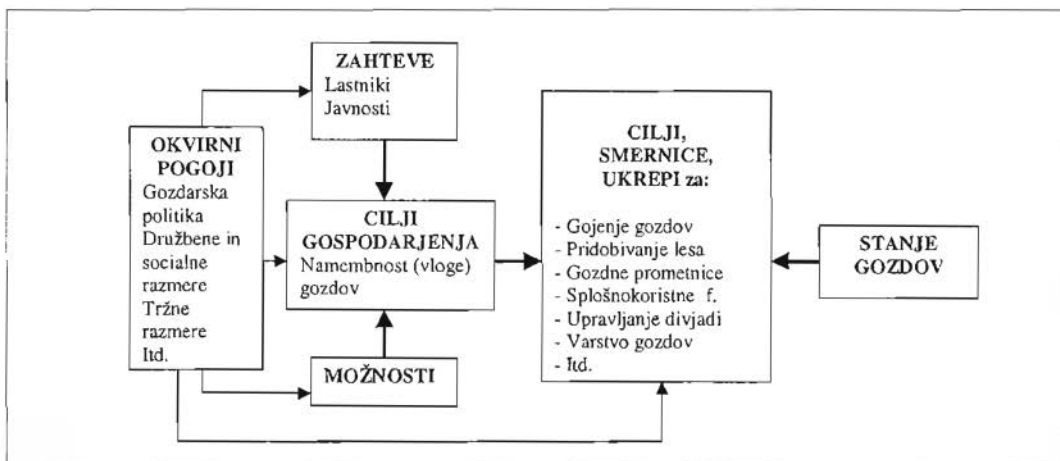 ZAHTEVE
Lastniki
Javnosti
OKVIRNI
POGOJI
Gozdarska
politika
Družbene in
socialne
razmere
Tržne
razmere
Itd.
CILJI
GOSPODARJENJA
Namembnost (vloge)
gozdov
MOŽNOSTI
CILJI,
SMERNICE,
UKREPI za:
- Gojenje gozdov
- Pridobivanje lesa
- Gozdne prometnice
- Splošnokoristne f.
- Upravljanje divjadi
- Varstvo gozdov
- Itd.
STANJE
GOZDOV